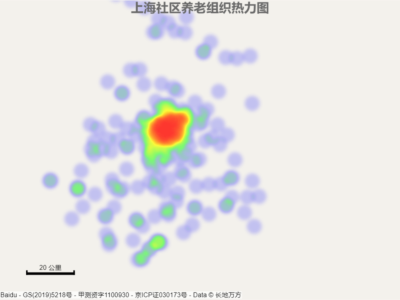 上海社区养老组织热力图
20 公里
Baidu - GS(2019)5218号 - 甲测资字1100930 - 京ICP证030173号 - Data © 长地万方